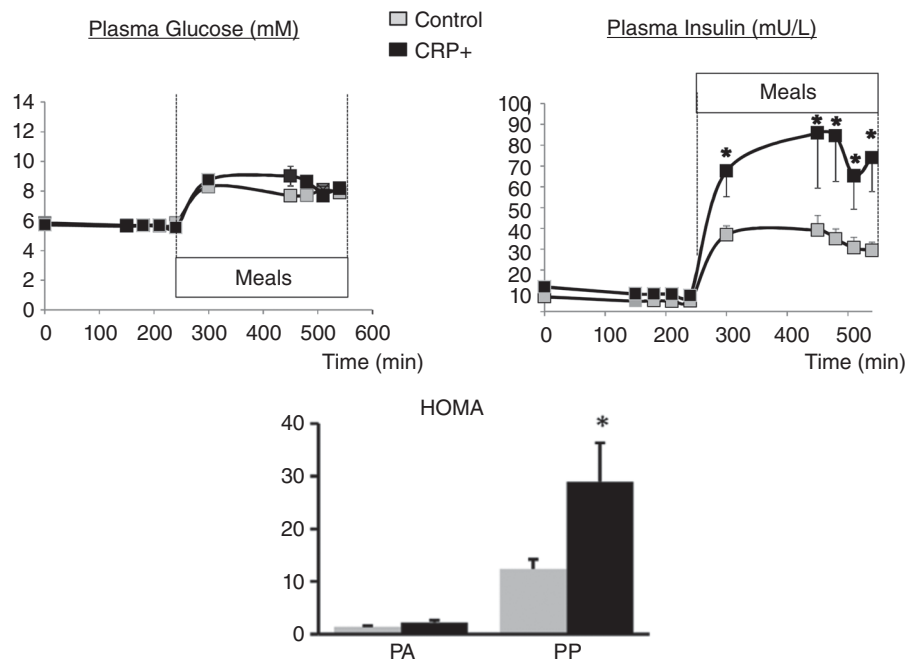 Plasma Glucose (mM)
Control
CRP+
Plasma Insulin (mU/L)
14
12
10
8
6
4
2
0
Meals
0 100 200 300 400 500 600
Time (min)
Meals
100
90
80
70
60
50
40
30
20
10
* * * * *
0 100 200 300 400 500
Time (min)
HOMA
40
30
20
10
0
*
PA PP